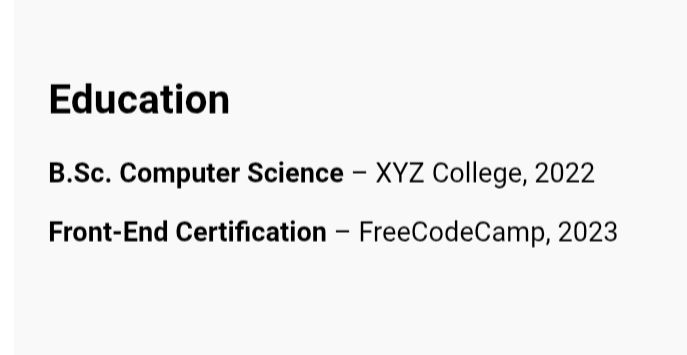 Education
B.Sc. Computer Science – XYZ College, 2022
Front-End Certification – FreeCodeCamp, 2023